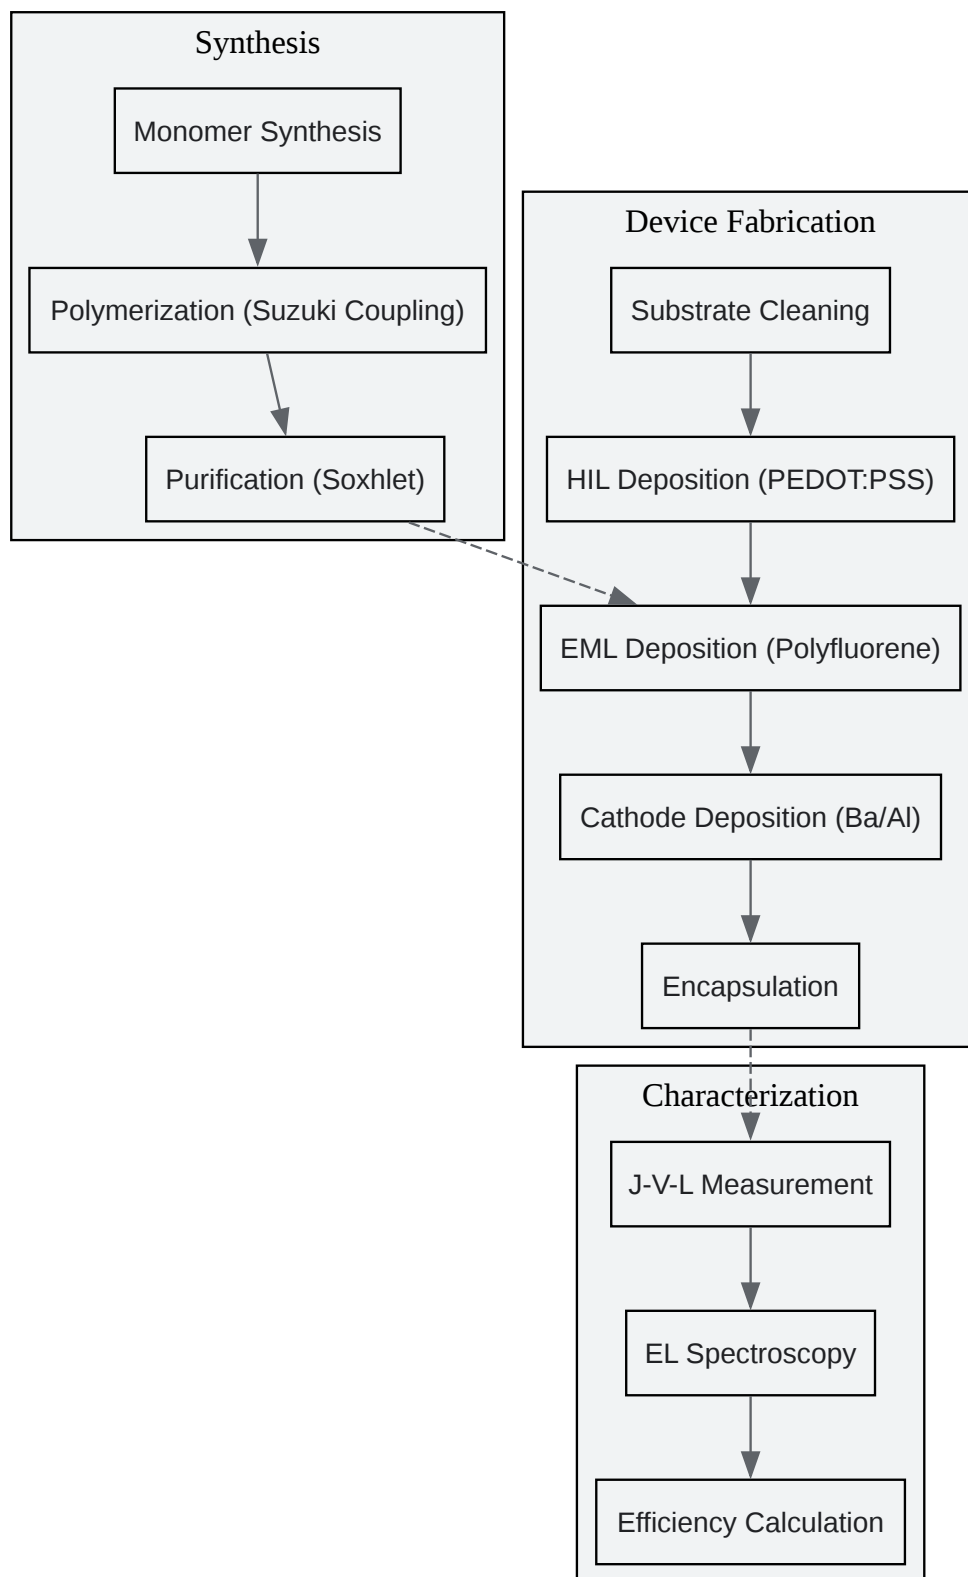 Synthesis
Monomer Synthesis
Polymerization (Suzuki Coupling)
Purification (Soxhlet)
Device Fabrication
Substrate Cleaning
HIL Deposition (PEDOT:PSS)
EML Deposition (Polyfluorene)
Cathode Deposition (Ba/Al)
Encapsulation
Characterization
J-V-L Measurement
EL Spectroscopy
Efficiency Calculation